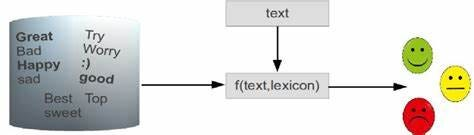 Great Try
Bad Worry
Happy :)
sad good
Best Top
sweet
text
f(text,lexicon)